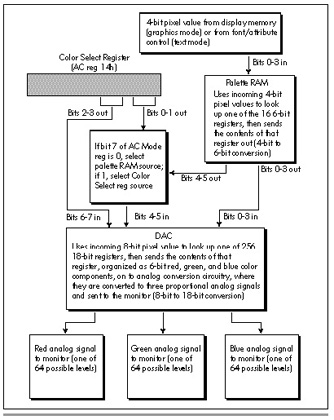 4-bit pixel value from display memory
(graphics mode) or from font/attribute
control (text mode)
Color Select Register
(AC reg 14h)
Bits 0-3 in
Palette RAM
Uses incoming 4-bit
pixel values to look
up one of the 16 6-bit
registers, then sends
the contents of that
register out (4-bit to
6-bit conversion)
Bits 2-3 out
Bits 0-1 out
If bit 7 of AC Mode
reg is 0, select
palette RAM source;
if 1, select Color
Select reg source
Bits 4-5 out
Bits 0-3 out
Bits 6-7 in
Bits 4-5 in
Bits 0-3 in
DAC
Uses incoming 8-bit pixel value to look up one of 256
18-bit registers, then sends the contents of that
register, organized as 6-bit red, green, and blue color
components, on to analog conversion circuitry, where
they are converted to three proportional analog signals
and sent to the monitor (8-bit to 18-bit conversion)
Red analog signal
to monitor (one of
64 possible levels)
Green analog signal
to monitor (one of
64 possible levels)
Blue analog signal
to monitor (one of
64 possible levels)